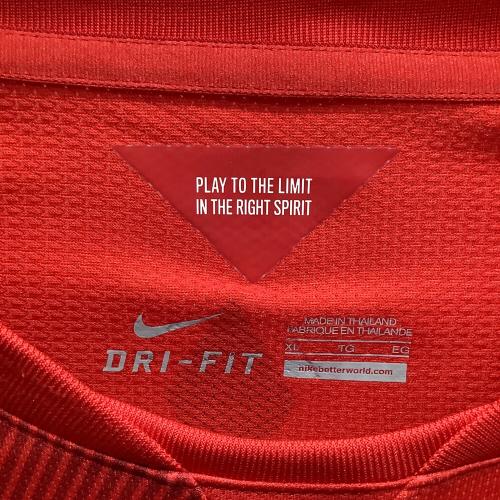 PLAY TO THE LIMIT
IN THE RIGHT SPIRIT
DRI-FIT
MADE IN THAILAND
FABRIQUE EN THAILANDE
XL TG EG
nikebetterworld.com